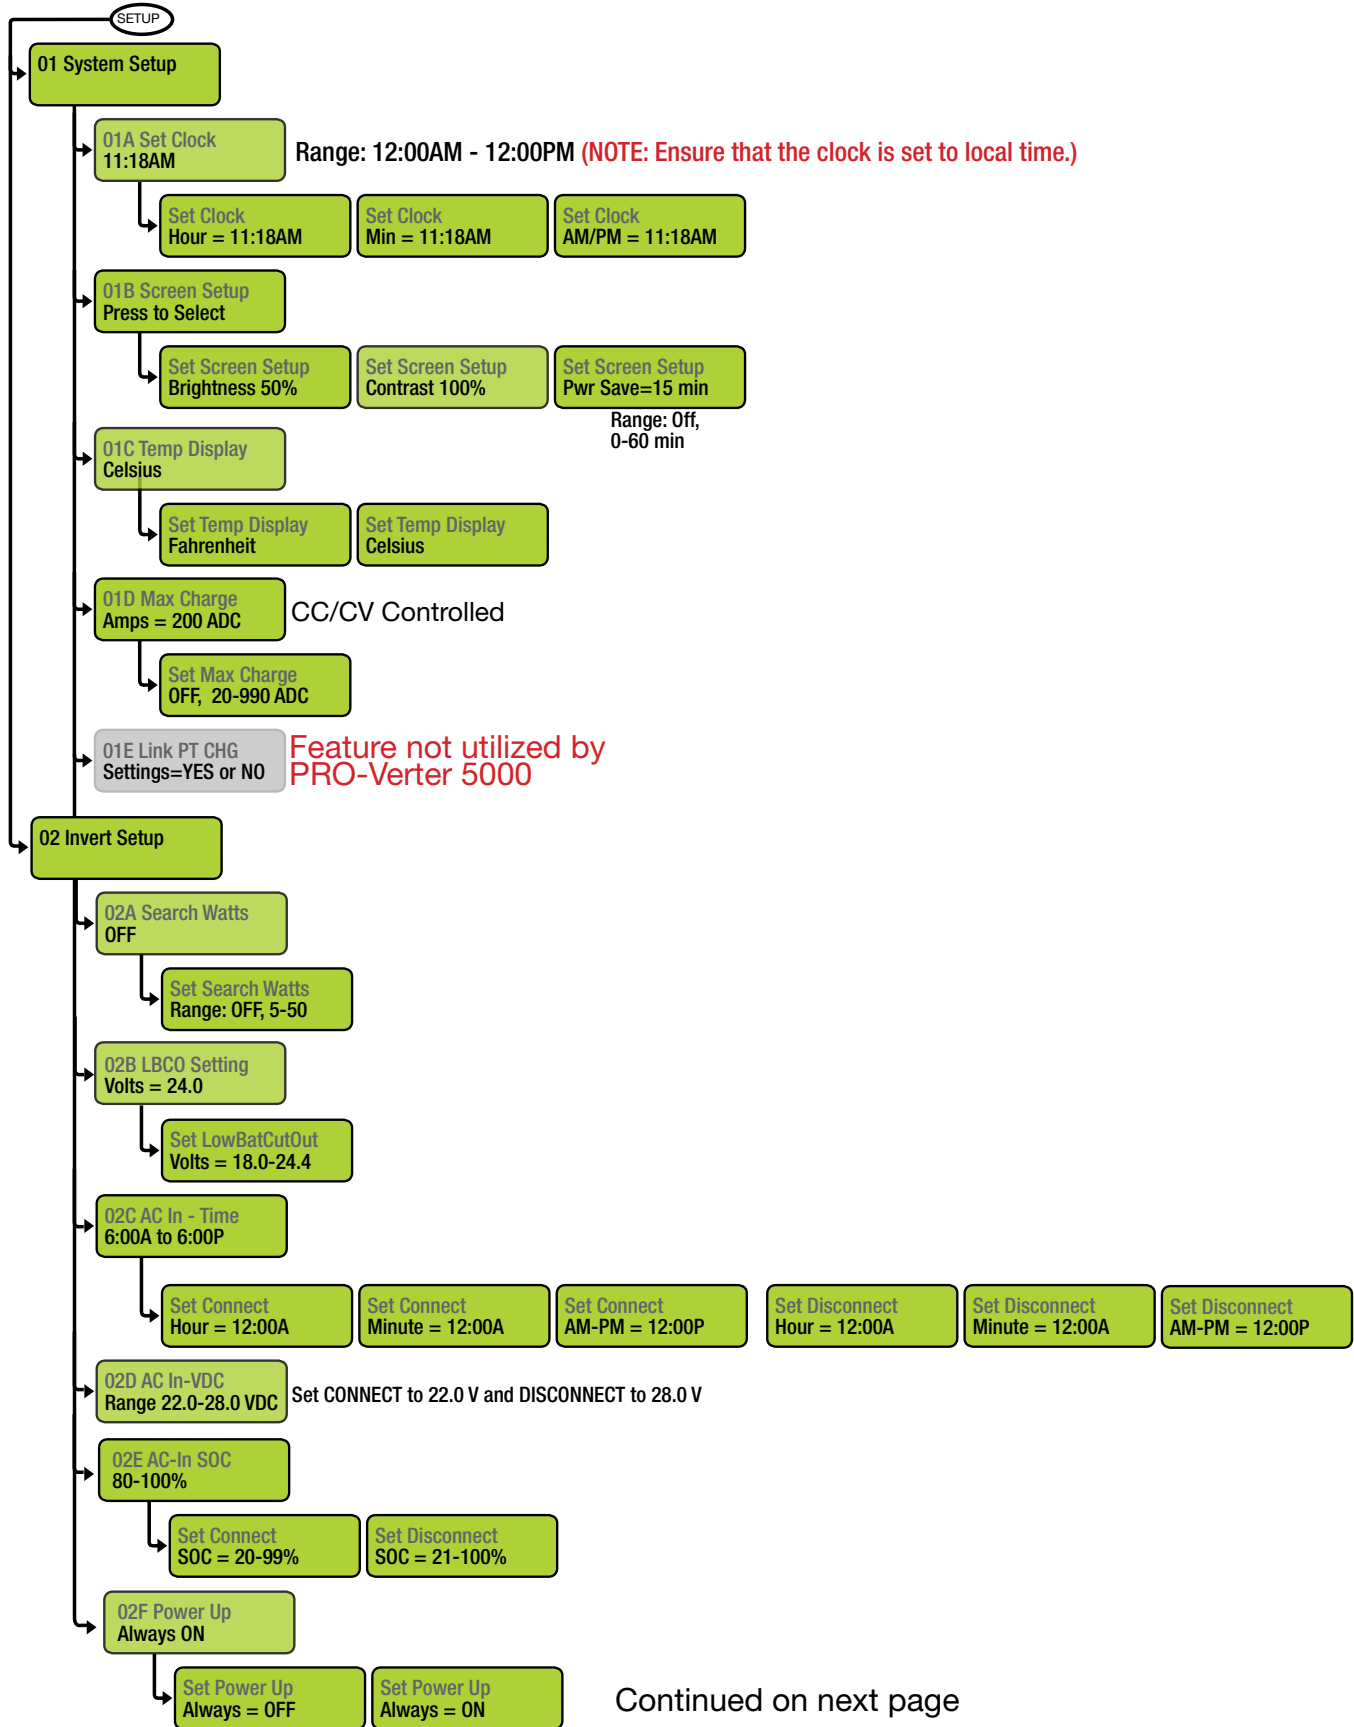 SETUP
01 System Setup
01A Set Clock
11:18AM
Range: 12:00AM - 12:00PM (NOTE: Ensure that the clock is set to local time.)
Set Clock
Hour = 11:18AM
Set Clock
Min = 11:18AM
Set Clock
AM/PM = 11:18AM
01B Screen Setup
Press to Select
Set Screen Setup
Brightness 50%
Set Screen Setup
Contrast 100%
Set Screen Setup
Pwr Save=15 min
Range: Off,
0-60 min
01C Temp Display
Celsius
Set Temp Display
Fahrenheit
Set Temp Display
Celsius
01D Max Charge
Amps = 200 ADC
CC/CV Controlled
Set Max Charge
OFF, 20-990 ADC
01E Link PT CHG
Settings=YES or NO
Feature not utilized by
PRO-Verter 5000
02 Invert Setup
02A Search Watts
OFF
Set Search Watts
Range: OFF, 5-50
02B LBCO Setting
Volts = 24.0
Set LowBatCutOut
Volts = 18.0-24.4
02C AC In - Time
6:00A to 6:00P
Set Connect
Hour = 12:00A
Set Connect
Minute = 12:00A
Set Connect
AM-PM = 12:00P
Set Disconnect
Hour = 12:00A
Set Disconnect
Minute = 12:00A
Set Disconnect
AM-PM = 12:00P
02D AC In-VDC
Range 22.0-28.0 VDC
Set CONNECT to 22.0 V and DISCONNECT to 28.0 V
02E AC-In SOC
80-100%
Set Connect
SOC = 20-99%
Set Disconnect
SOC = 21-100%
02F Power Up
Always ON
Set Power Up
Always = OFF
Set Power Up
Always = ON
Continued on next page